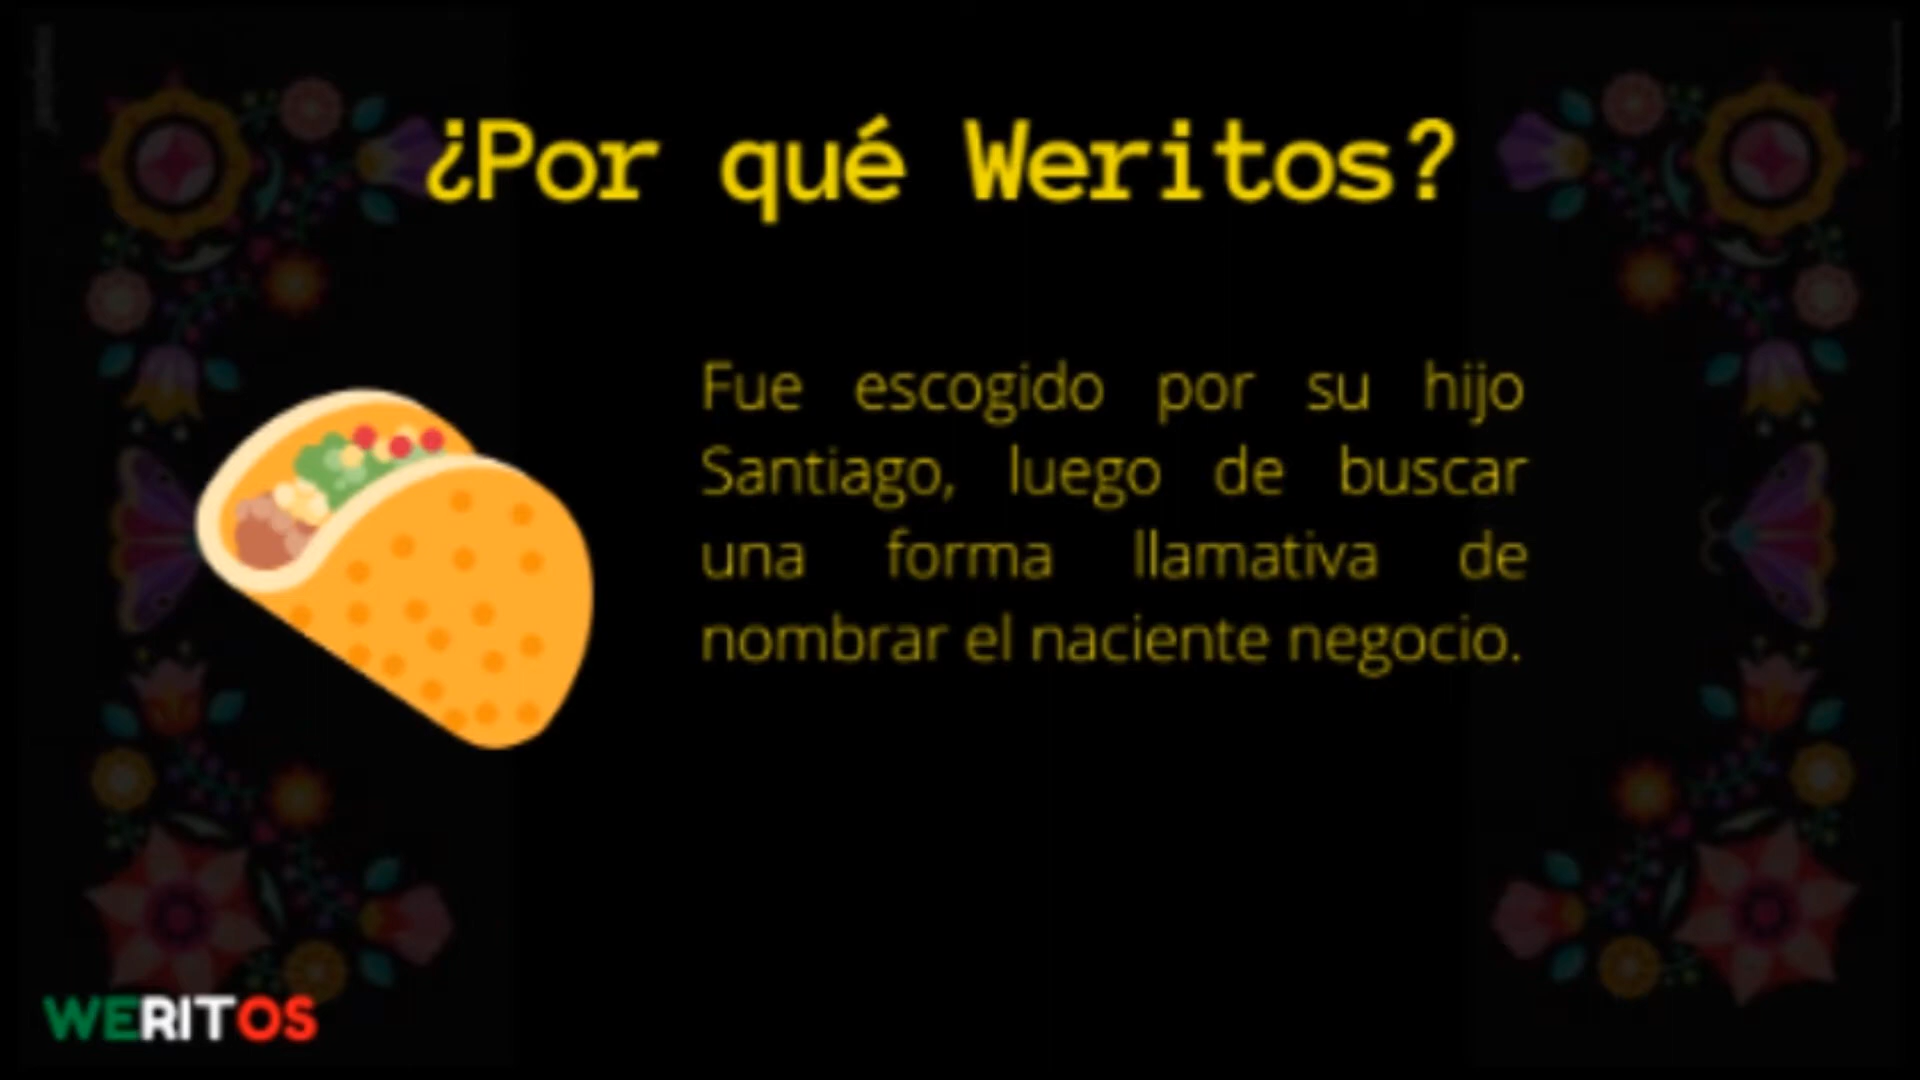 ¿Por qué Weritos?
Fue escogido por su hijo
Santiago, luego de buscar
una forma llamativa de
nombrar el naciente negocio.
WERITOS